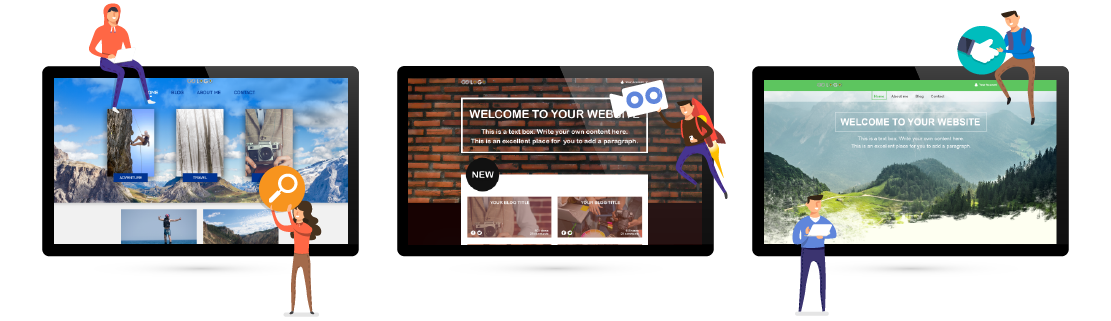 BLOG ABOUT ME CONTACT
ADVENTURE
TRAVEL
WELCOME TO YOUR WEBSITE
This is a text box. Write your own content here.
This is an excellent place for you to add a paragraph.
NEW
YOUR BLOG TITLE
YOUR BLOG TITLE
Home About me Blog Contact
WELCOME TO YOUR WEBSITE
This is a text box. Write your own content here.
This is an excellent place for you to add a paragraph.